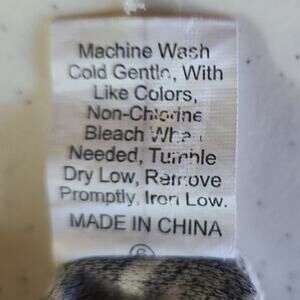 Machine Wash
Cold Gentle, With
Like Colors,
Non-Chlorine
Bleach When
Needed, Tumble
Dry Low, Remove
Promptly, Iron Low.
MADE IN CHINA